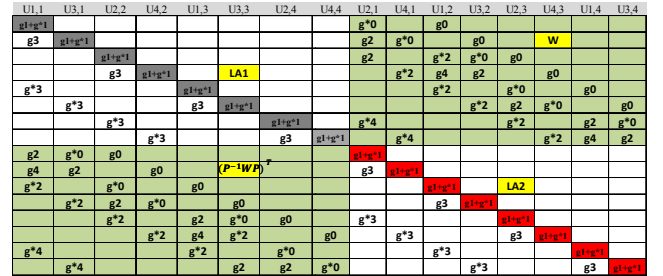 U1,1 U3,1 U2,2 U4,2 U1,3 U3,3 U2,4 U4,4 U2,1 U4,1 U1,2 U3,2 U2,3 U4,3 U1,4 U3,4
g1+g*1 g*0 g0
g3 g1+g*1 g2 g*0 g0 W
g1+g*1 g2 g*2 g*0 g0
g3 g1+g*1 LA1 g*2 g4 g2 g0
g*3 g1+g*1 g*2 g*0 g0
g*3 g3 g1+g*1 g*2 g2 g*0 g0
g*3 g1+g*1 g*4 g*2 g*2 g*0
g*3 g3 g1+g*1 g*4 g*2 g4 g2
g2 g*0 g0 (P⁻¹WP)ᵀ g1+g*1
g4 g2 g0 g3 g1+g*1
g*2 g*0 g0 g1+g*1 LA2
g*2 g2 g*0 g0 g3 g1+g*1
g*2 g2 g*0 g*3 g1+g*1
g*2 g4 g*2 g0 g*3 g3 g1+g*1
g*4 g*2 g*0 g*3 g1+g*1
g*4 g2 g2 g*0 g*3 g3 g1+g*1